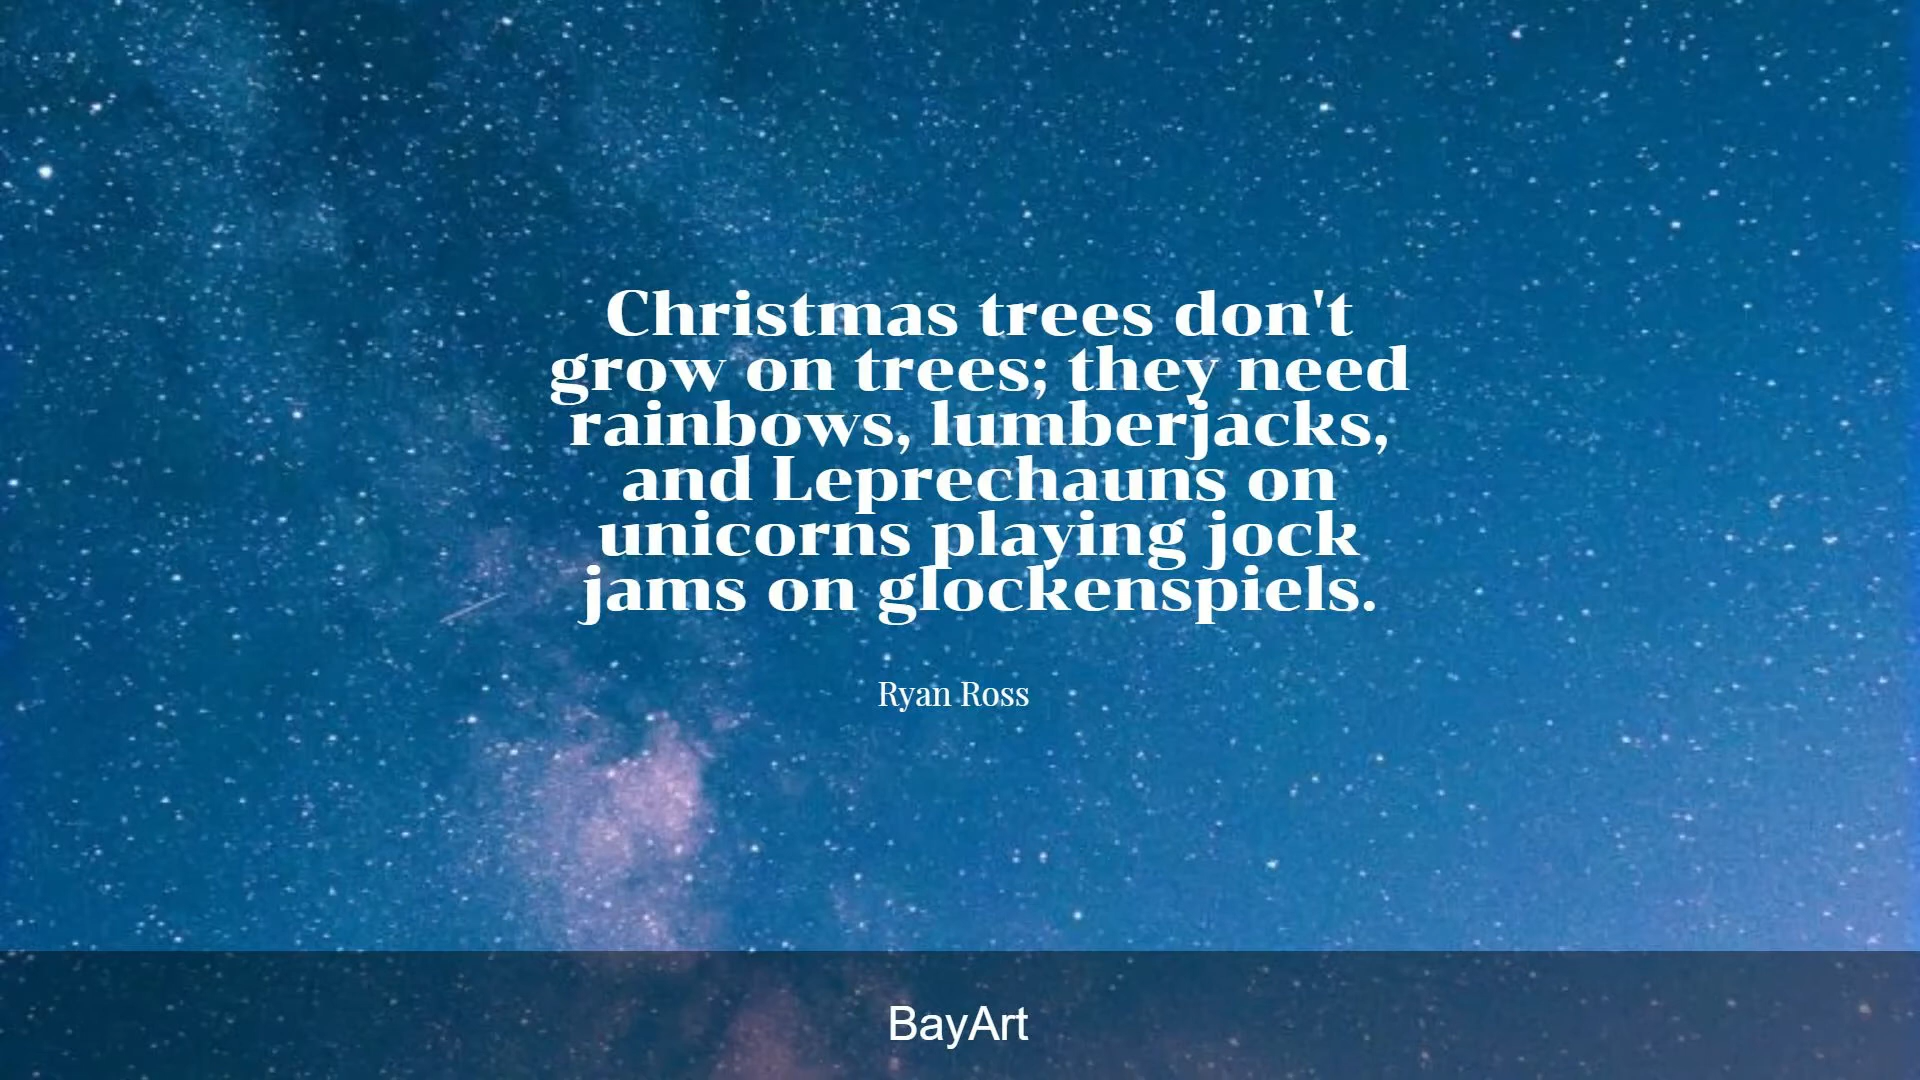 Christmas trees don't
grow on trees; they need
rainbows, lumberjacks,
and Leprechauns on
unicorns playing jock
jams on glockenspiels.
Ryan Ross
BayArt